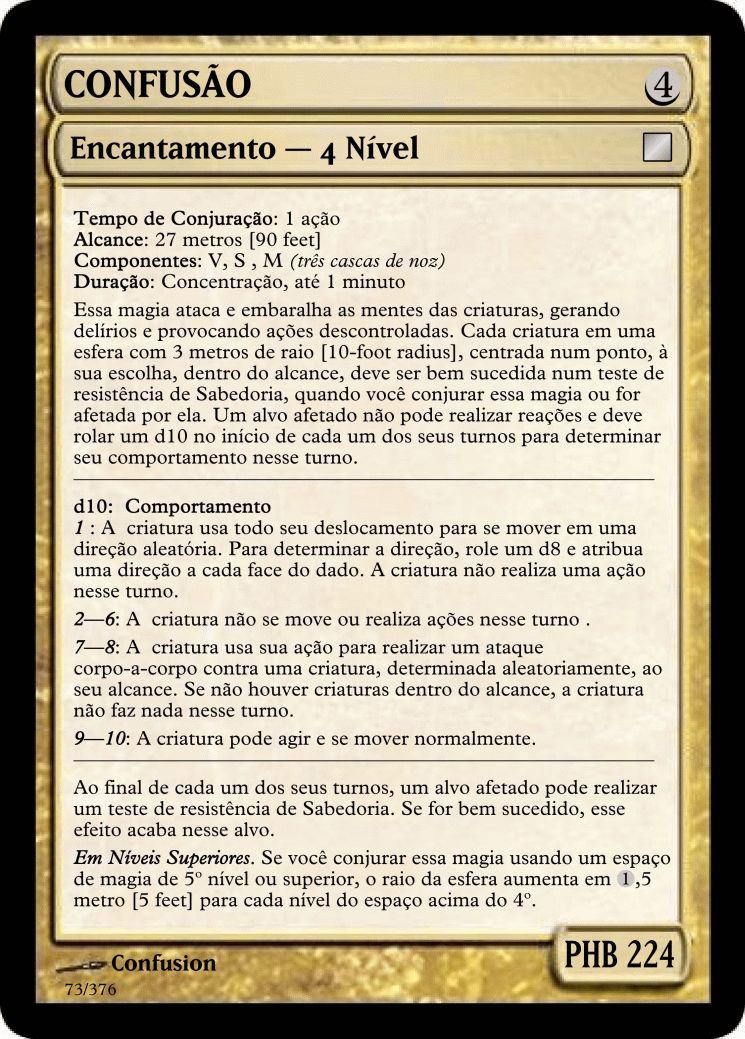 CONFUSÃO
4
Encantamento — 4 Nível
Tempo de Conjuração: 1 ação
Alcance: 27 metros [90 feet]
Componentes: V, S , M (três cascas de noz)
Duração: Concentração, até 1 minuto
Essa magia ataca e embaralha as mentes das criaturas, gerando
delírios e provocando ações descontroladas. Cada criatura em uma
esfera com 3 metros de raio [10-foot radius], centrada num ponto, à
sua escolha, dentro do alcance, deve ser bem sucedida num teste de
resistência de Sabedoria, quando você conjurar essa magia ou for
afetada por ela. Um alvo afetado não pode realizar reações e deve
rolar um d10 no início de cada um dos seus turnos para determinar
seu comportamento nesse turno.
d10: Comportamento
1 : A criatura usa todo seu deslocamento para se mover em uma
direção aleatória. Para determinar a direção, role um d8 e atribua
uma direção a cada face do dado. A criatura não realiza uma ação
nesse turno.
2—6: A criatura não se move ou realiza ações nesse turno .
7—8: A criatura usa sua ação para realizar um ataque
corpo-a-corpo contra uma criatura, determinada aleatoriamente, ao
seu alcance. Se não houver criaturas dentro do alcance, a criatura
não faz nada nesse turno.
9—10: A criatura pode agir e se mover normalmente.
Ao final de cada um dos seus turnos, um alvo afetado pode realizar
um teste de resistência de Sabedoria. Se for bem sucedido, esse
efeito acaba nesse alvo.
Em Níveis Superiores. Se você conjurar essa magia usando um espaço
de magia de 5º nível ou superior, o raio da esfera aumenta em 1,5
metro [5 feet] para cada nível do espaço acima do 4º.
Confusion
PHB 224
73/376